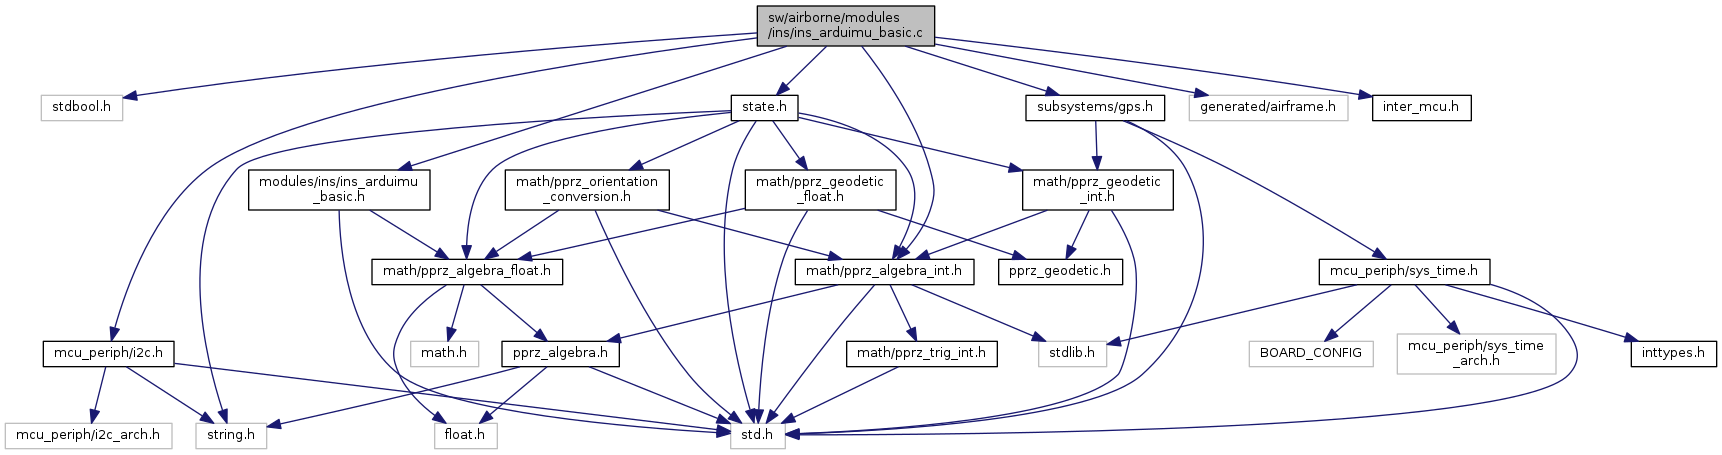 sw/airborne/modules
/ins/ins_arduimu_basic.c
stdbool.h
state.h
subsystems/gps.h
generated/airframe.h
inter_mcu.h
modules/ins/ins_arduimu
_basic.h
math/pprz_orientation
_conversion.h
math/pprz_geodetic
_float.h
math/pprz_geodetic
_int.h
math/pprz_algebra_float.h
math/pprz_algebra_int.h
pprz_geodetic.h
mcu_periph/sys_time.h
mcu_periph/i2c.h
math.h
pprz_algebra.h
math/pprz_trig_int.h
stdlib.h
BOARD_CONFIG
mcu_periph/sys_time
_arch.h
inttypes.h
mcu_periph/i2c_arch.h
string.h
float.h
std.h